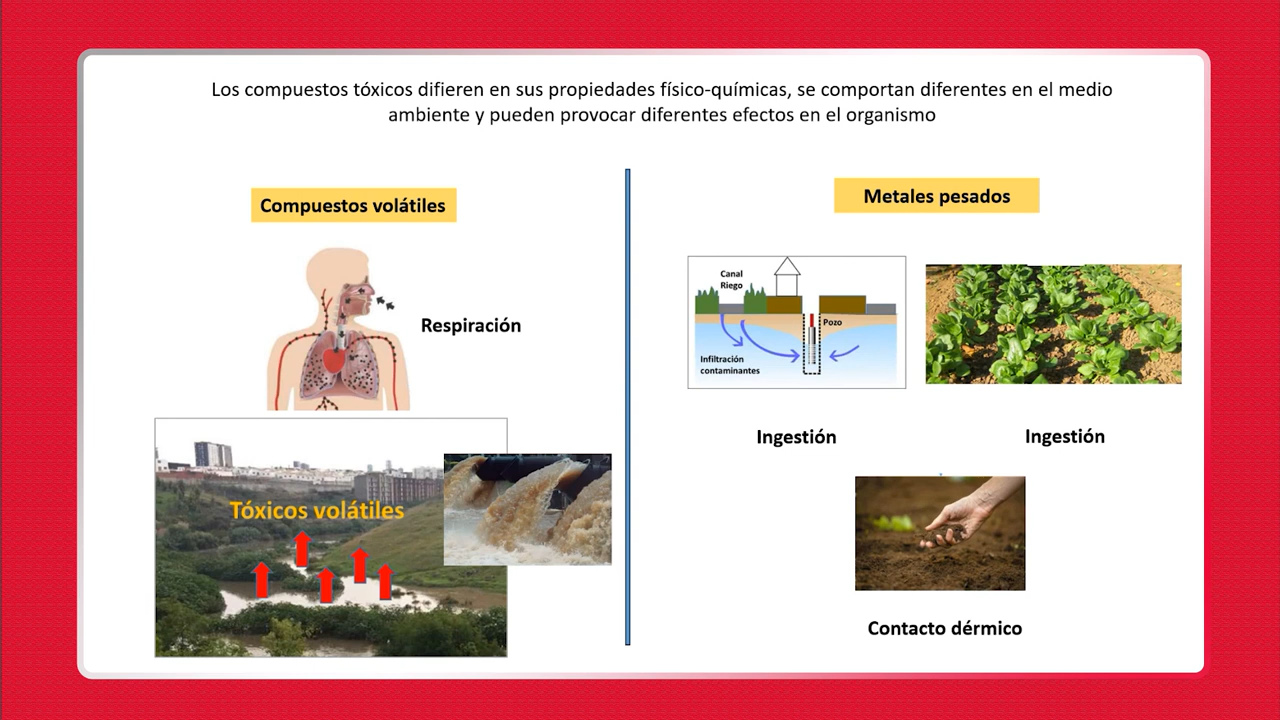 Los compuestos tóxicos difieren en sus propiedades físico-químicas, se comportan diferentes en el medio
ambiente y pueden provocar diferentes efectos en el organismo
Compuestos volátiles
Respiración
Tóxicos volátiles
Metales pesados
Canal
Riego
Pozo
Infiltración
contaminantes
Ingestión
Ingestión
Contacto dérmico